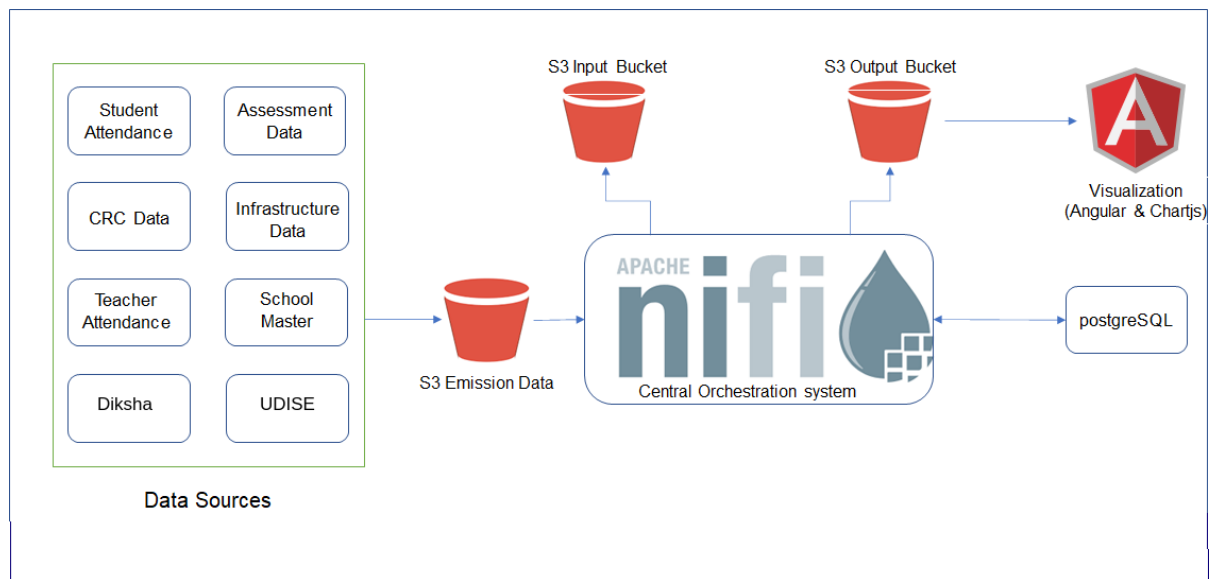 S3 Input Bucket
S3 Output Bucket
Student
Attendance
Assessment
Data
CRC Data
Infrastructure
Data
Teacher
Attendance
School
Master
Diksha
UDISE
Data Sources
S3 Emission Data
APACHE
nifi
Central Orchestration system
A
Visualization
(Angular & Chartjs)
postgreSQL